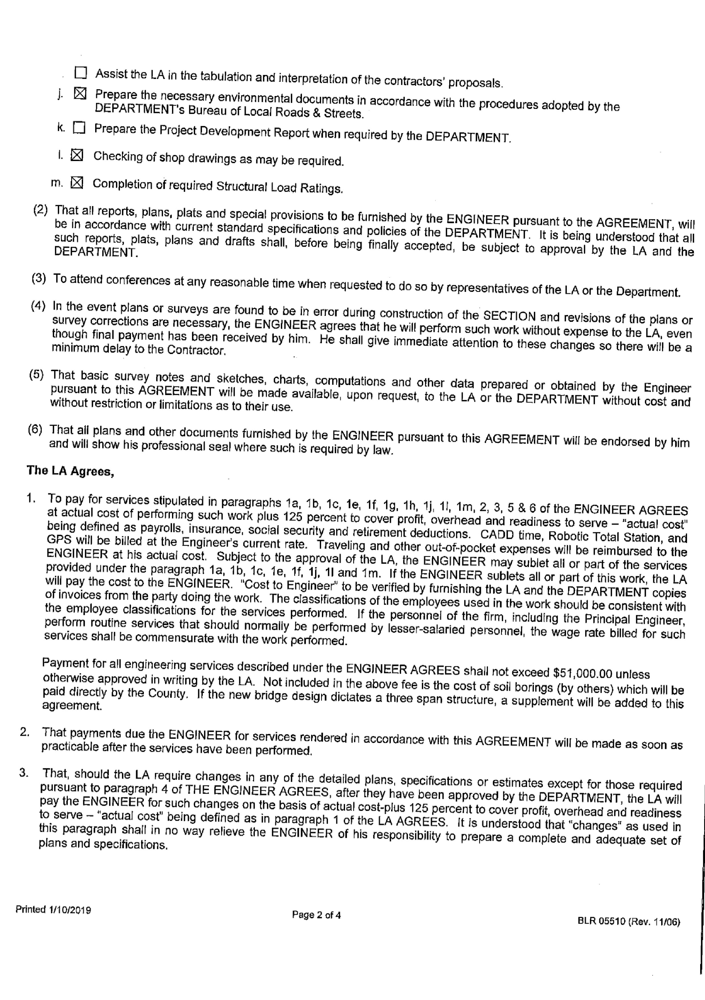 ☐ Assist the LA in the tabulation and interpretation of the contractors' proposals.
j. ☒ Prepare the necessary environmental documents in accordance with the procedures adopted by the
DEPARTMENT's Bureau of Local Roads & Streets.
k. ☐ Prepare the Project Development Report when required by the DEPARTMENT.
l. ☒ Checking of shop drawings as may be required.
m. ☒ Completion of required Structural Load Ratings.
(2) That all reports, plans, plats and special provisions to be furnished by the ENGINEER pursuant to the AGREEMENT, will
be in accordance with current standard specifications and policies of the DEPARTMENT. It is being understood that all
such reports, plats, plans and drafts shall, before being finally accepted, be subject to approval by the LA and the
DEPARTMENT.
(3) To attend conferences at any reasonable time when requested to do so by representatives of the LA or the Department.
(4) In the event plans or surveys are found to be in error during construction of the SECTION and revisions of the plans or
survey corrections are necessary, the ENGINEER agrees that he will perform such work without expense to the LA, even
though final payment has been received by him. He shall give immediate attention to these changes so there will be a
minimum delay to the Contractor.
(5) That basic survey notes and sketches, charts, computations and other data prepared or obtained by the Engineer
pursuant to this AGREEMENT will be made available, upon request, to the LA or the DEPARTMENT without cost and
without restriction or limitations as to their use.
(6) That all plans and other documents furnished by the ENGINEER pursuant to this AGREEMENT will be endorsed by him
and will show his professional seal where such is required by law.
The LA Agrees,
1. To pay for services stipulated in paragraphs 1a, 1b, 1c, 1e, 1f, 1g, 1h, 1j, 1l, 1m, 2, 3, 5 & 6 of the ENGINEER AGREES
at actual cost of performing such work plus 125 percent to cover profit, overhead and readiness to serve – "actual cost"
being defined as payrolls, insurance, social security and retirement deductions. CADD time, Robotic Total Station, and
GPS will be billed at the Engineer's current rate. Traveling and other out-of-pocket expenses will be reimbursed to the
ENGINEER at his actual cost. Subject to the approval of the LA, the ENGINEER may sublet all or part of the services
provided under the paragraph 1a, 1b, 1c, 1e, 1f, 1j, 1l and 1m. If the ENGINEER sublets all or part of this work, the LA
will pay the cost to the ENGINEER. "Cost to Engineer" to be verified by furnishing the LA and the DEPARTMENT copies
of invoices from the party doing the work. The classifications of the employees used in the work should be consistent with
the employee classifications for the services performed. If the personnel of the firm, including the Principal Engineer,
perform routine services that should normally be performed by lesser-salaried personnel, the wage rate billed for such
services shall be commensurate with the work performed.
Payment for all engineering services described under the ENGINEER AGREES shall not exceed $51,000.00 unless
otherwise approved in writing by the LA. Not included in the above fee is the cost of soil borings (by others) which will be
paid directly by the County. If the new bridge design dictates a three span structure, a supplement will be added to this
agreement.
2. That payments due the ENGINEER for services rendered in accordance with this AGREEMENT will be made as soon as
practicable after the services have been performed.
3. That, should the LA require changes in any of the detailed plans, specifications or estimates except for those required
pursuant to paragraph 4 of THE ENGINEER AGREES, after they have been approved by the DEPARTMENT, the LA will
pay the ENGINEER for such changes on the basis of actual cost-plus 125 percent to cover profit, overhead and readiness
to serve – "actual cost" being defined as in paragraph 1 of the LA AGREES. It is understood that "changes" as used in
this paragraph shall in no way relieve the ENGINEER of his responsibility to prepare a complete and adequate set of
plans and specifications.
Printed 1/10/2019
Page 2 of 4
BLR 05510 (Rev. 11/06)